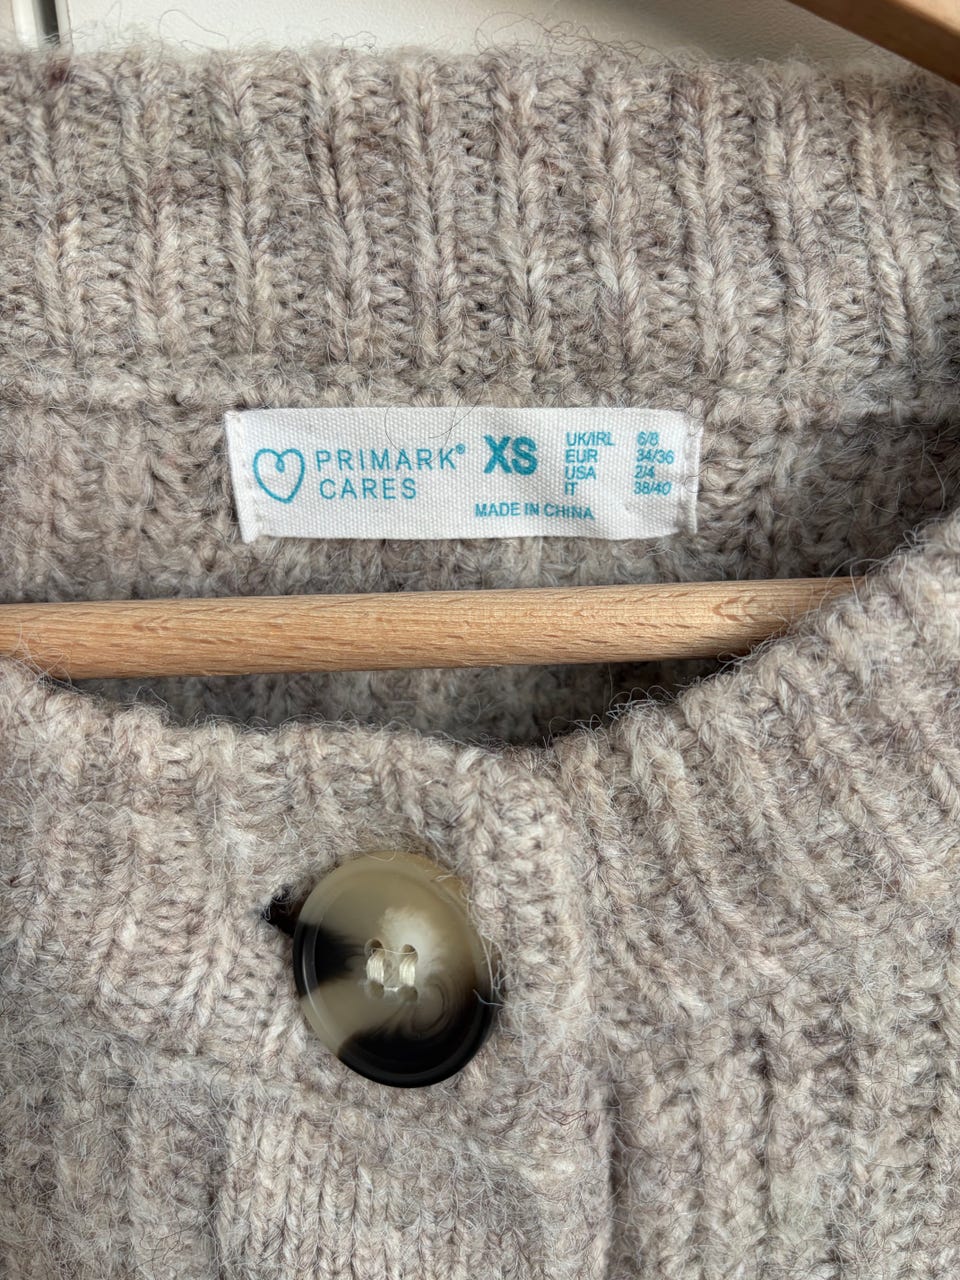 PRIMARK®
CARES
XS
UK/IRL 6/8
EUR 34/36
USA 2/4
IT 38/40
MADE IN CHINA